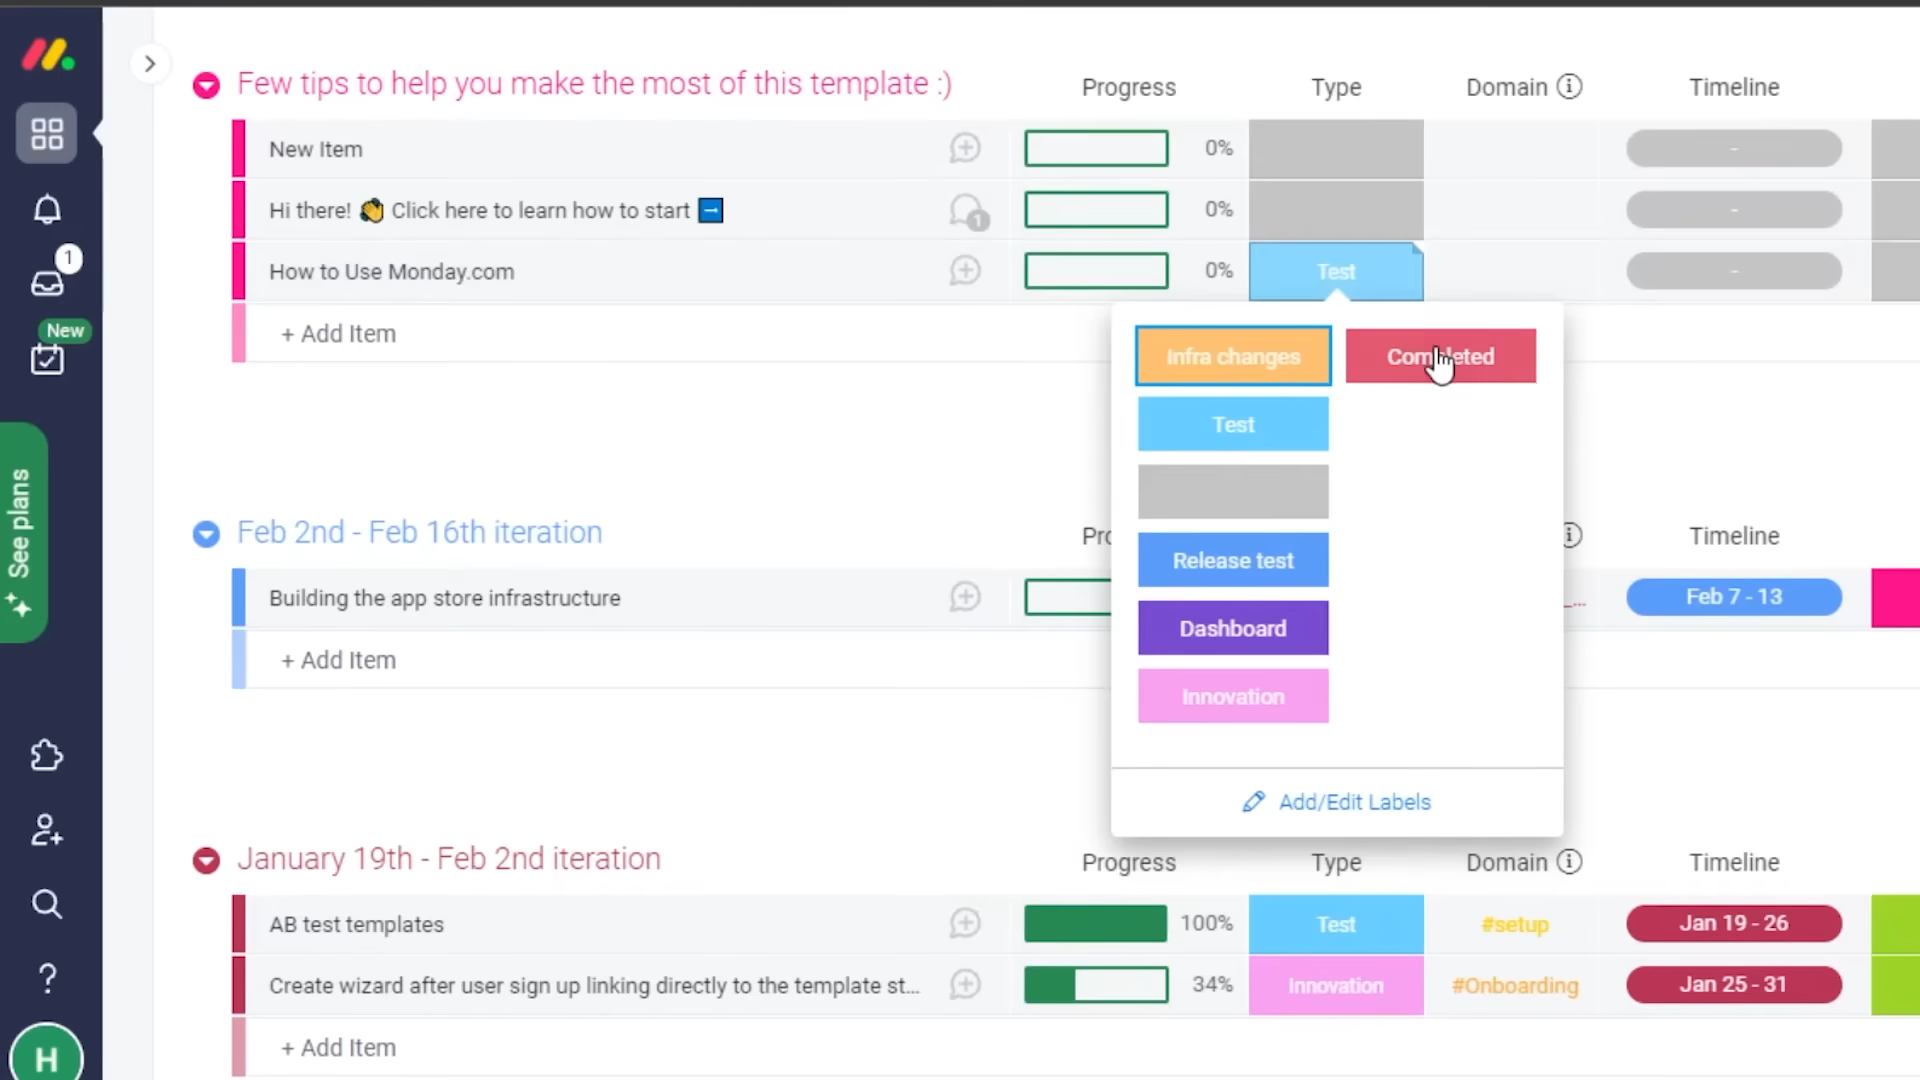 Few tips to help you make the most of this template :)
Progress
Type
Domain
Timeline
New Item
0%
-
Hi there! 👏 Click here to learn how to start ➡
1
0%
-
How to Use Monday.com
0%
Test
-
+ Add Item
1
New
See plans
Infra changes
Completed
Test
Release test
Dashboard
Innovation
Add/Edit Labels
Feb 2nd - Feb 16th iteration
Timeline
Building the app store infrastructure
Feb 7 - 13
+ Add Item
January 19th - Feb 2nd iteration
Progress
Type
Domain
Timeline
AB test templates
100%
Test
#setup
Jan 19 - 26
Create wizard after user sign up linking directly to the template st...
34%
Innovation
#Onboarding
Jan 25 - 31
+ Add Item
?
H